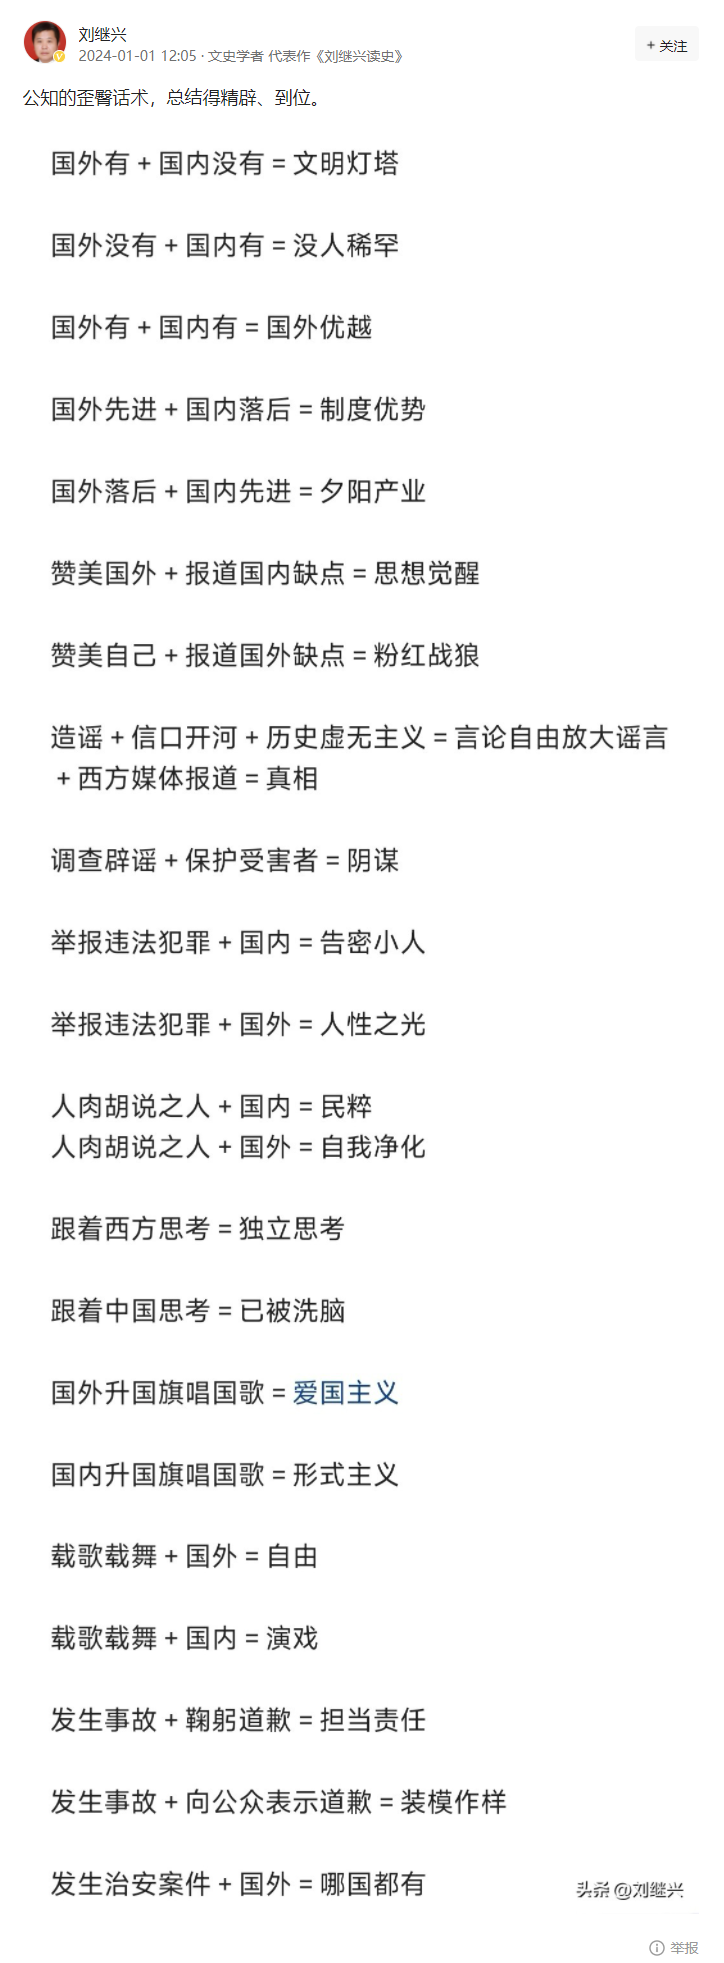 刘继兴
2024-01-01 12:05 · 文史学者 代表作《刘继兴读史》
+ 关注
公知的歪臀话术，总结得精辟、到位。
国外有 + 国内没有 = 文明灯塔
国外没有 + 国内有 = 没人稀罕
国外有 + 国内有 = 国外优越
国外先进 + 国内落后 = 制度优势
国外落后 + 国内先进 = 夕阳产业
赞美国外 + 报道国内缺点 = 思想觉醒
赞美自己 + 报道国外缺点 = 粉红战狼
造谣 + 信口开河 + 历史虚无主义 = 言论自由放大谣言
+ 西方媒体报道 = 真相
调查辟谣 + 保护受害者 = 阴谋
举报违法犯罪 + 国内 = 告密小人
举报违法犯罪 + 国外 = 人性之光
人肉胡说之人 + 国内 = 民粹
人肉胡说之人 + 国外 = 自我净化
跟着西方思考 = 独立思考
跟着中国思考 = 已被洗脑
国外升国旗唱国歌 = 爱国主义
国内升国旗唱国歌 = 形式主义
载歌载舞 + 国外 = 自由
载歌载舞 + 国内 = 演戏
发生事故 + 鞠躬道歉 = 担当责任
发生事故 + 向公众表示道歉 = 装模作样
发生治安案件 + 国外 = 哪国都有
头条 @刘继兴
举报